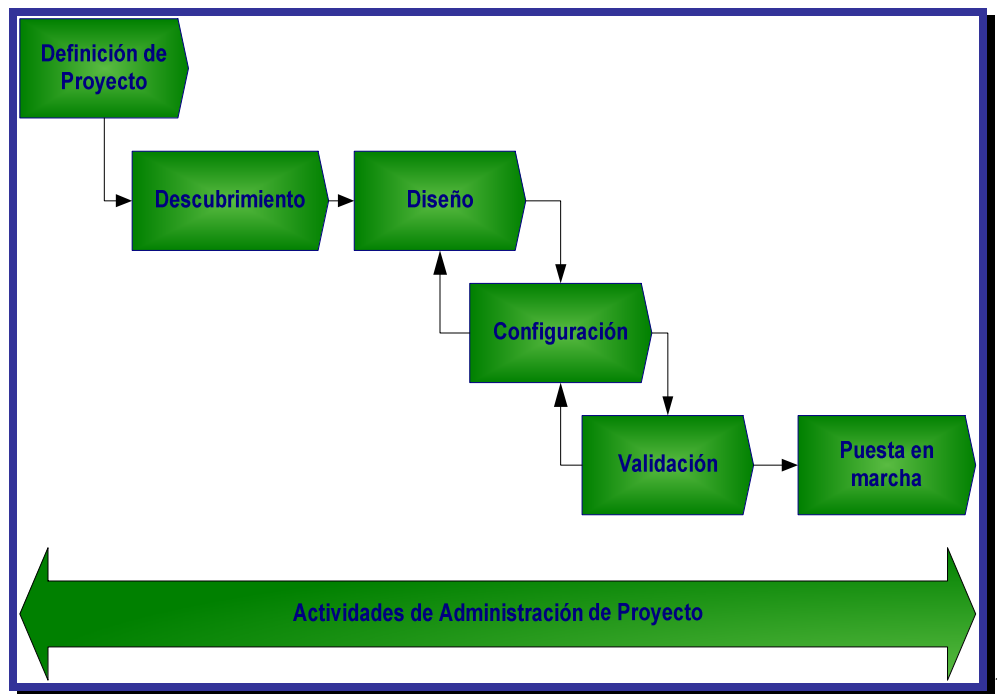 Definición de
Proyecto
Descubrimiento
Diseño
Configuración
Validación
Puesta en
marcha
Actividades de Administración de Proyecto